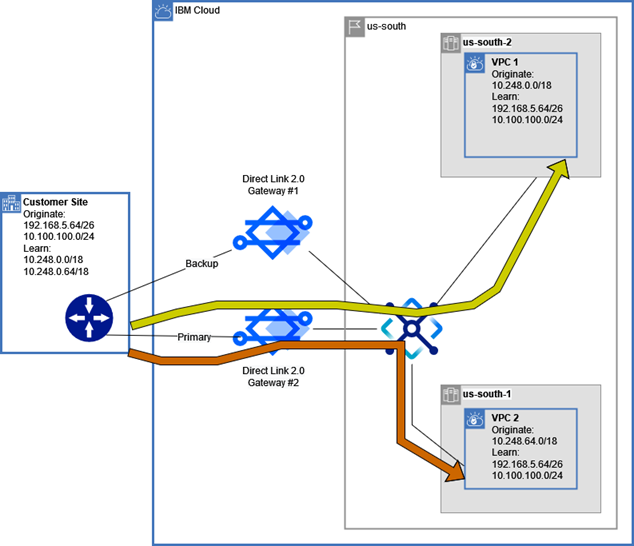 IBM Cloud
us-south
us-south-2
VPC 1
Originate:
10.248.0.0/18
Learn:
192.168.5.64/26
10.100.100.0/24
Direct Link 2.0
Gateway #1
Customer Site
Originate:
192.168.5.64/26
10.100.100.0/24
Learn:
10.248.0.0/18
10.248.0.64/18
Backup
Primary
Direct Link 2.0
Gateway #2
us-south-1
VPC 2
Originate:
10.248.64.0/18
Learn:
192.168.5.64/26
10.100.100.0/24